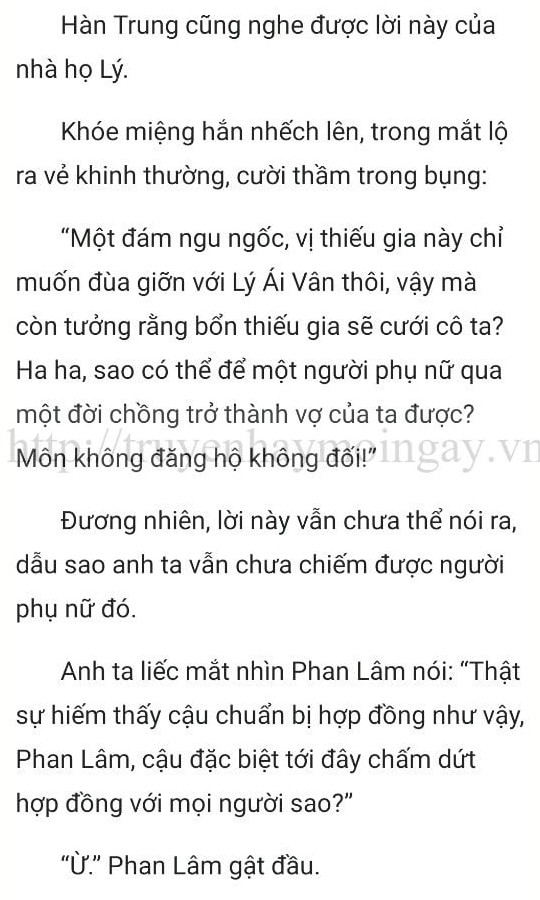 Hàn Trung cũng nghe được lời này của
nhà họ Lý.
Khóe miệng hắn nhếch lên, trong mắt lộ
ra vẻ khinh thường, cười thầm trong bụng:
“Một đám ngu ngốc, vị thiếu gia này chỉ
muốn đùa giỡn với Lý Ái Vân thôi, vậy mà
còn tưởng rằng bổn thiếu gia sẽ cưới cô ta?
Ha ha, sao có thể để một người phụ nữ qua
một đời chồng trở thành vợ của ta được?
http://truyenhaymoingay.vn
Môn không đăng hộ không đối!”
Đương nhiên, lời này vẫn chưa thể nói ra,
dẫu sao anh ta vẫn chưa chiếm được người
phụ nữ đó.
Anh ta liếc mắt nhìn Phan Lâm nói: “Thật
sự hiếm thấy cậu chuẩn bị hợp đồng như vậy,
Phan Lâm, cậu đặc biệt tới đây chấm dứt
hợp đồng với mọi người sao?”
“Ừ.” Phan Lâm gật đầu.